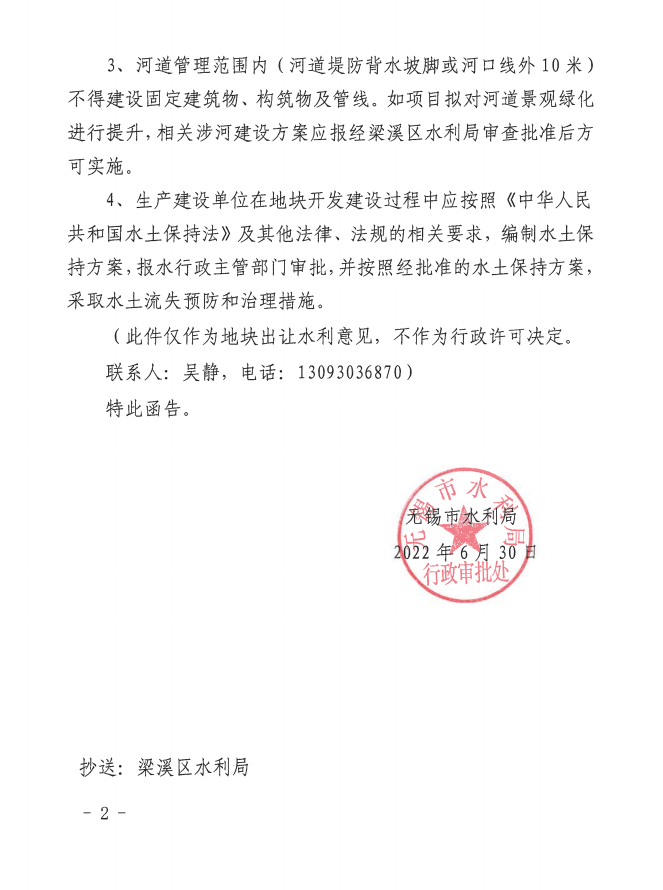 3、河道管理范围内（河道堤防背水坡脚或河口线外10米）
不得建设固定建筑物、构筑物及管线。如项目拟对河道景观绿化
进行提升，相关涉河建设方案应报经梁溪区水利局审查批准后方
可实施。
4、生产建设单位在地块开发建设过程中应按照《中华人民
共和国水土保持法》及其他法律、法规的相关要求，编制水土保
持方案，报水行政主管部门审批，并按照经批准的水土保持方案，
采取水土流失预防和治理措施。
（此件仅作为地块出让水利意见，不作为行政许可决定。
联系人：吴静，电话：13093036870）
特此函告。
无锡市水利局
无锡市水利局
2022年6月30日
行政审批处
抄送：梁溪区水利局
- 2 -